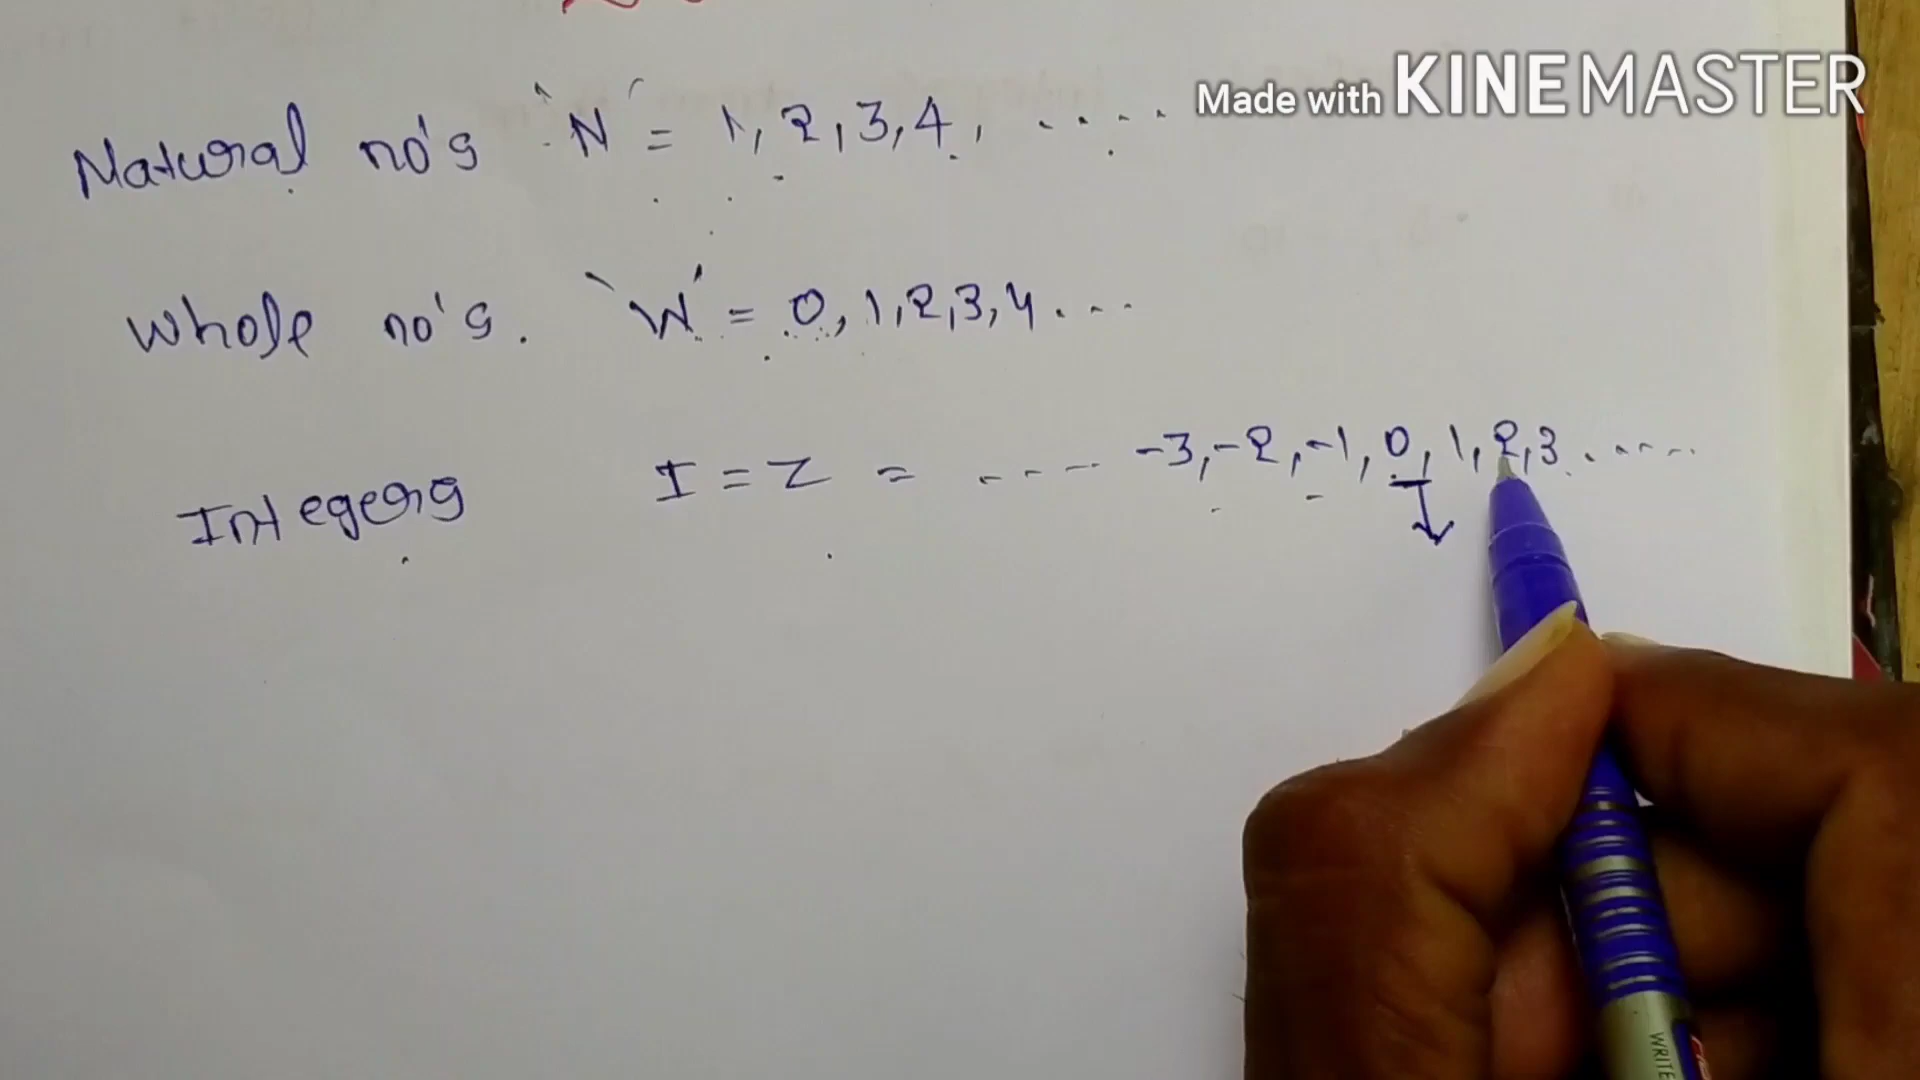 Made with KINEMASTER
Natural no's 'N' = 1, 2, 3, 4, ....
Whole no's. 'W' = 0, 1, 2, 3, 4 ...
Integers I = Z = ---- -3, -2, -1, 0, 1, 2, 3 .....
WRITE